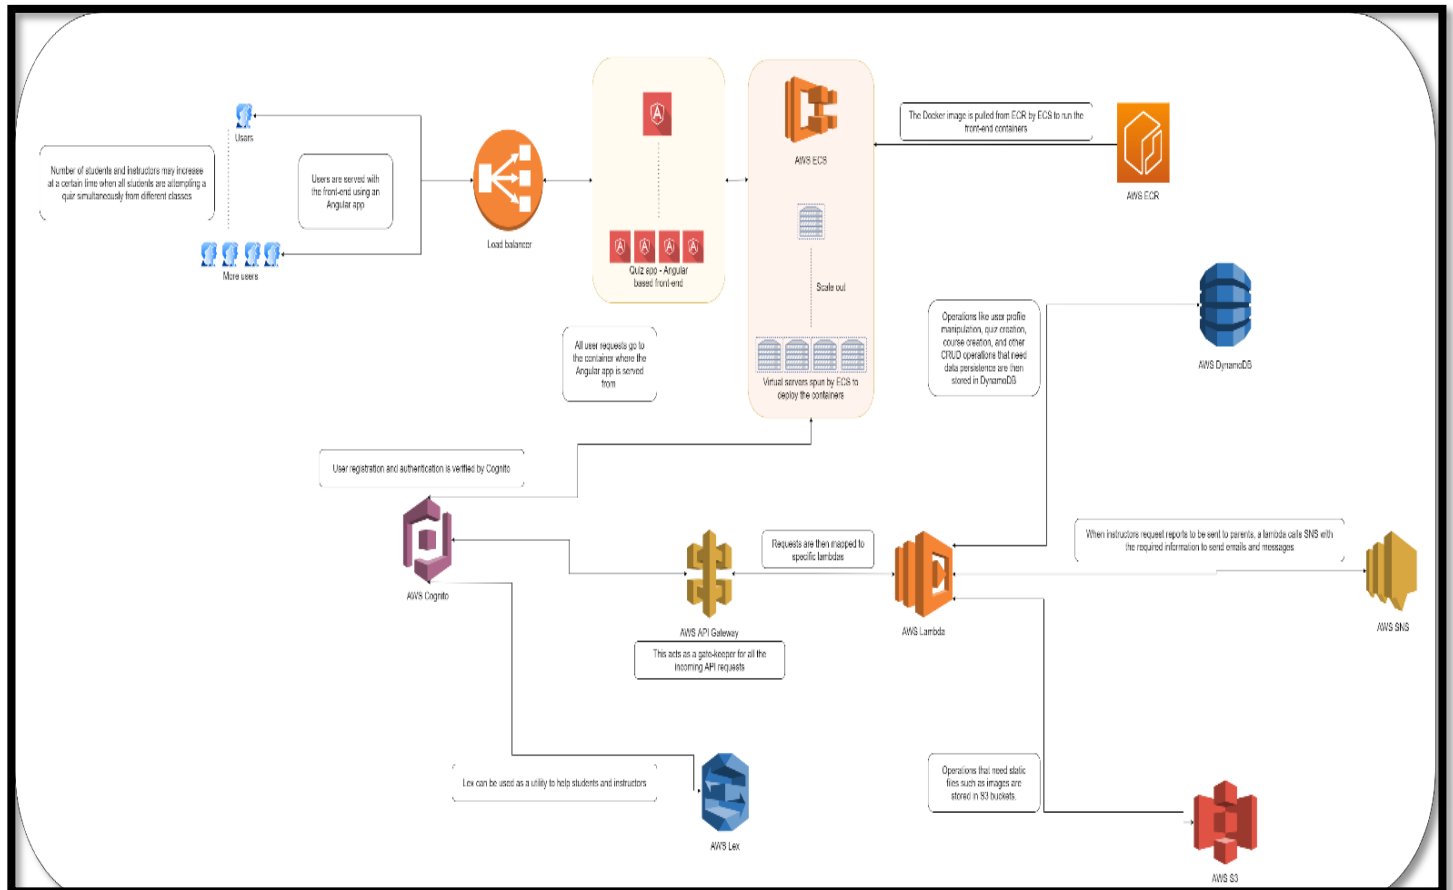 Users
Number of students and instructors may increase
at a certain time when all students are attempting a
quiz simultaneously from different classes
Users are served with
the front-end using an
Angular app
More users
Load balancer
Quiz app - Angular
based front-end
AWS ECS
Scale out
Virtual servers spun by ECS to
deploy the containers
The Docker image is pulled from ECR by ECS to run the
front-end containers
AWS ECR
All user requests go to
the container where the
Angular app is served
from
Operations like user profile
manipulation, quiz creation,
course creation, and other
CRUD operations that need
data persistence are then
stored in DynamoDB
AWS DynamoDB
User registration and authentication is verified by Cognito
AWS Cognito
AWS API Gateway
This acts as a gate-keeper for all the
incoming API requests
Requests are then mapped to
specific lambdas
AWS Lambda
When instructors request reports to be sent to parents, a lambda calls SNS with
the required information to send emails and messages
AWS SNS
Lex can be used as a utility to help students and instructors
AWS Lex
Operations that need static
files such as images are
stored in S3 buckets.
AWS S3